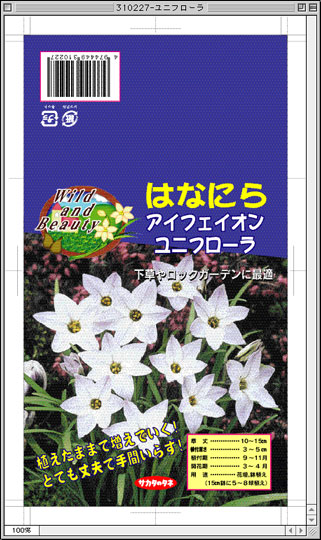 310227-ユニフローラ
4 974449 310227
プラ
紙
Wild
and
Beauty
はなにら
アイフェイオン
ユニフローラ
下草やロックガーデンに最適
植えたままで増えていく!
とても丈夫で手間いらず!
サカタのタネ
草 丈 ………… 10〜15cm
植付深さ ………… 3〜5cm
植付期 ………… 9〜11月
開花期 ………… 3〜4月
用 途 ……… 花壇、鉢植え
(15cm鉢に5〜8球植え)
100%